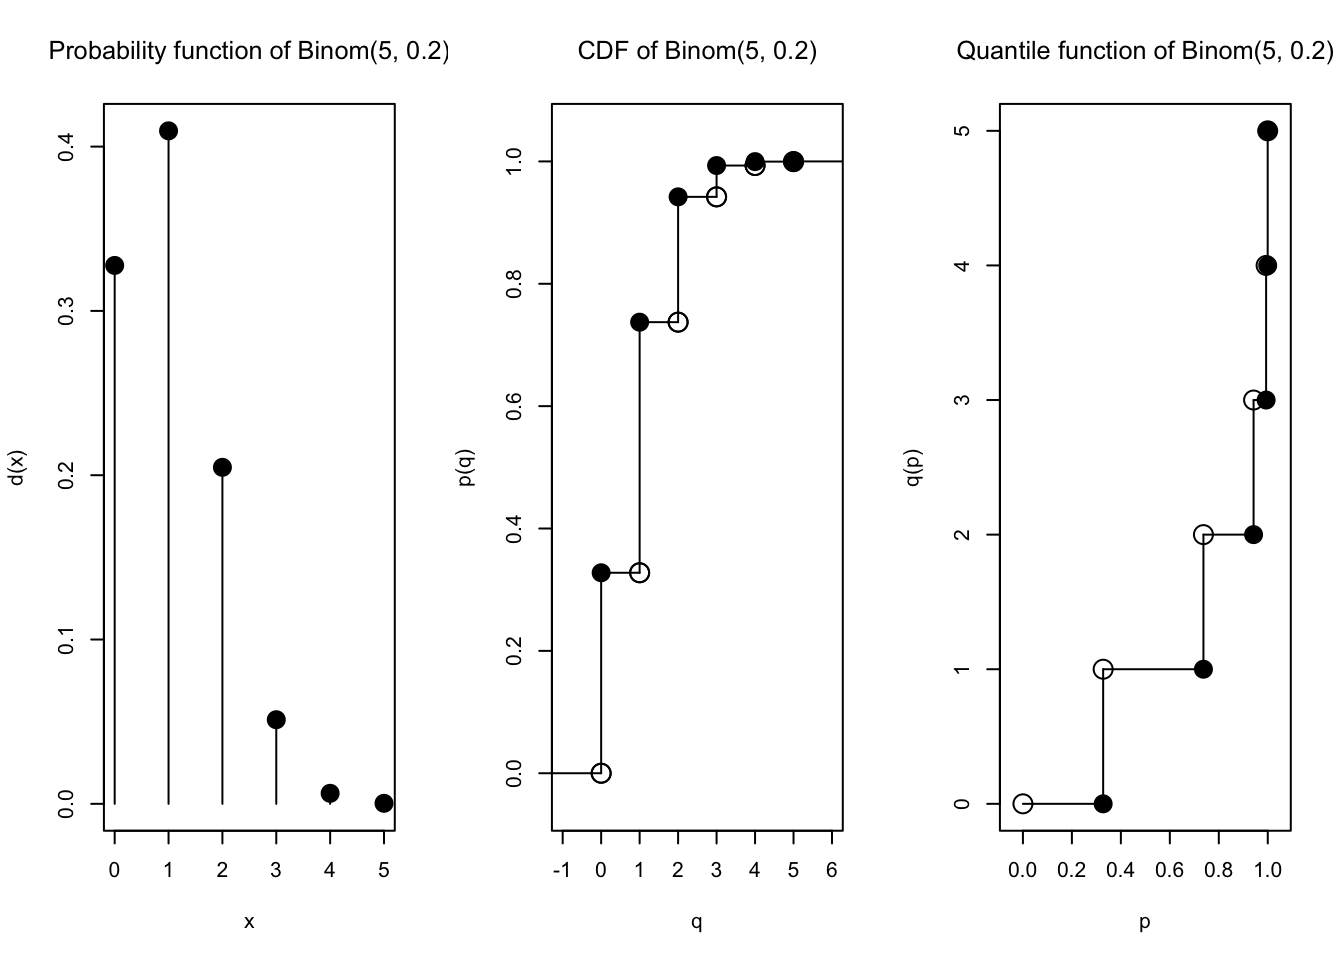 Probability function of Binom(5, 0.2)
d(x)
0.4
0.3
0.2
0.1
0.0
0 1 2 3 4 5
x
CDF of Binom(5, 0.2)
p(q)
1.0
0.8
0.6
0.4
0.2
0.0
-1 0 1 2 3 4 5 6
q
Quantile function of Binom(5, 0.2)
q(p)
5
4
3
2
1
0
0.0 0.2 0.4 0.6 0.8 1.0
p